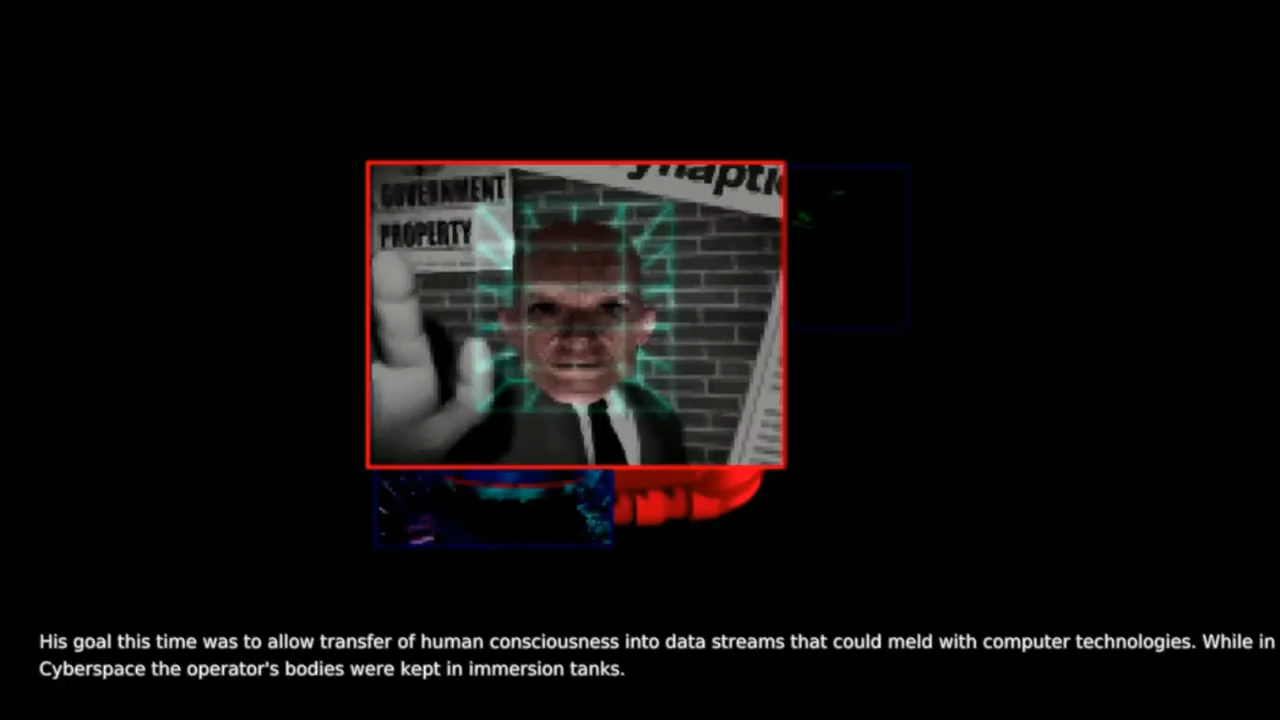 GOVERNMENT
PROPERTY
His goal this time was to allow transfer of human consciousness into data streams that could meld with computer technologies. While in
Cyberspace the operator's bodies were kept in immersion tanks.